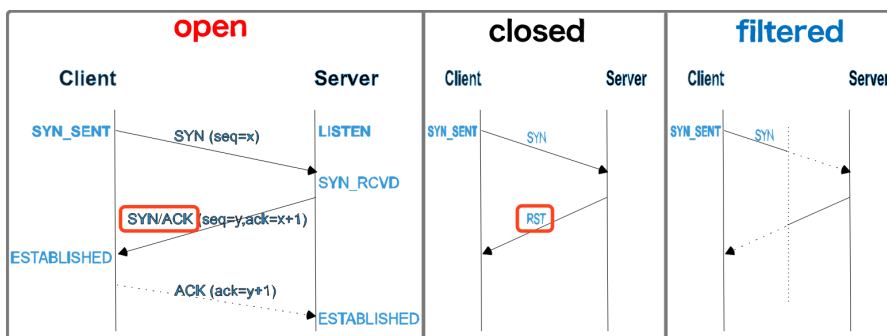 open
Client
Server
SYN_SENT
SYN (seq=x)
LISTEN
SYN_RCVD
SYN/ACK (seq=y,ack=x+1)
ESTABLISHED
ACK (ack=y+1)
ESTABLISHED
closed
Client
Server
SYN_SENT
SYN
RST
filtered
Client
Server
SYN_SENT
SYN